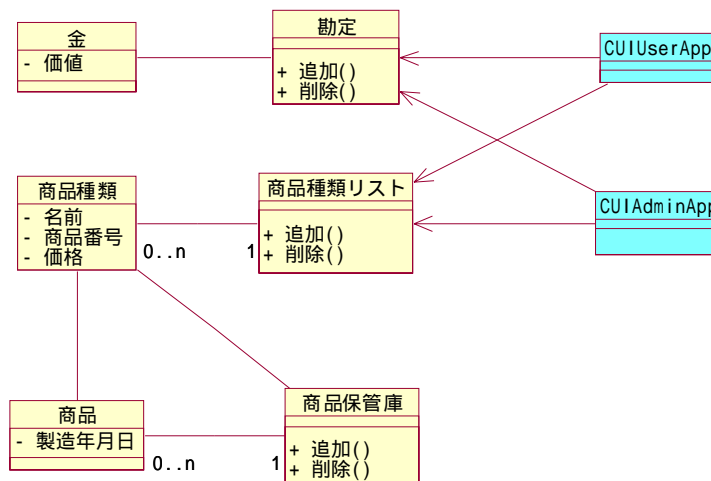 金
- 価値
勘定
+ 追加()
+ 削除()
CUIUserApp
商品種類
- 名前
- 商品番号
- 価格
0..n
1
商品種類リスト
+ 追加()
+ 削除()
CUIAdminApp
商品
- 製造年月日
0..n
1
商品保管庫
+ 追加()
+ 削除()